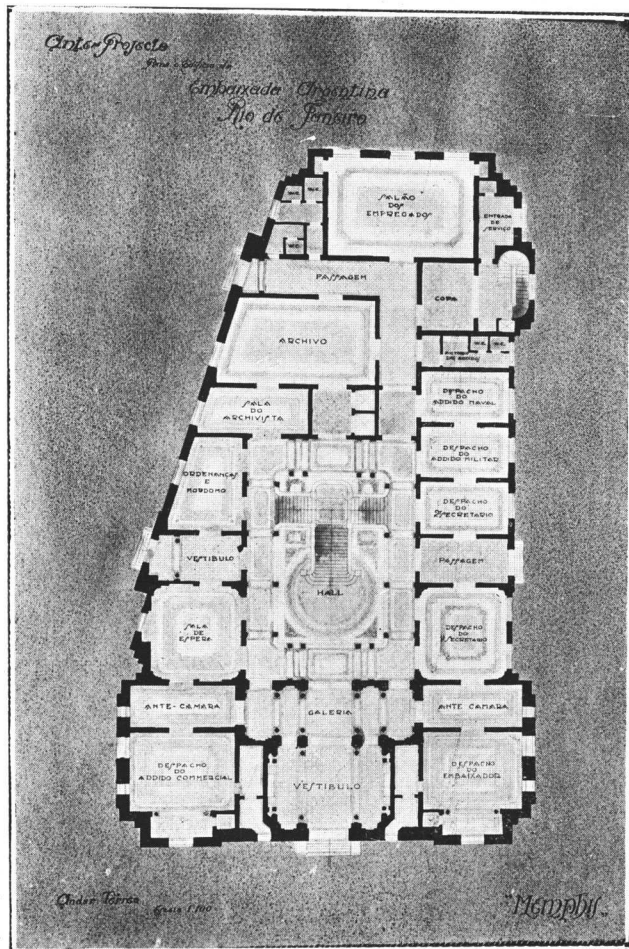 Ante-Projecto
Embaixada Argentina
Rio de Janeiro
W.C. W.C.
SALÃO
DOS
EMPREGADOS
ENTRADA
DE
SERVIÇO
W.C.
PASSAGEM
COPA
ARCHIVO
W.C. W.C.
SALA
DO
ARCHIVISTA
DESPACHO
DO
ADDIDO NAVAL
DESPACHO
DO
ADDIDO MILITAR
ORDENANÇAS
E
MORDOMO
DESPACHO
DO
2º SECRETARIO
VESTIBULO
PASSAGEM
HALL
SALA
DE
ESPERA
DESPACHO
DO
1º SECRETARIO
ANTE-CAMARA
GALERIA
ANTE CAMARA
DESPACHO
DO
ADDIDO COMMERCIAL
VESTIBULO
DESPACHO
DO
EMBAIXADOR
Andar Terreo
Escala 1:100
Memphis